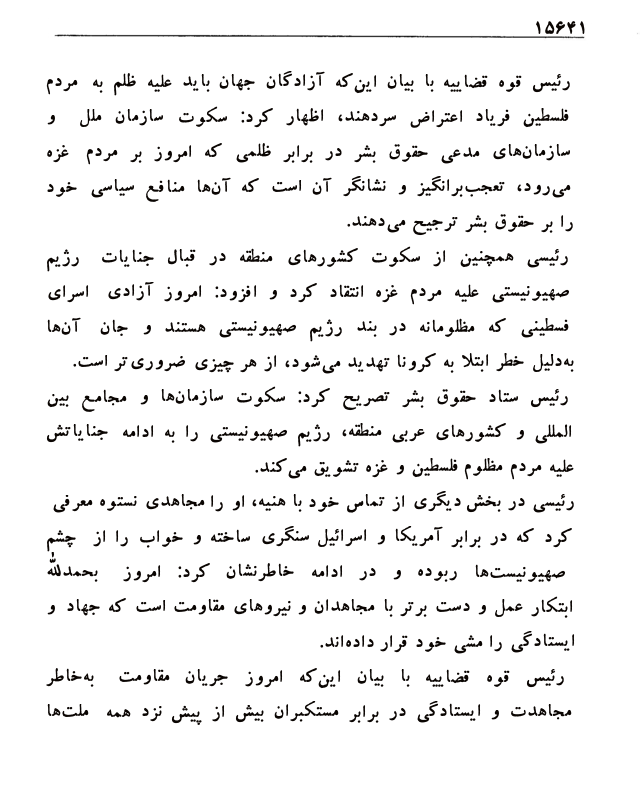 ۱۵۶۴۱
رئیس قوه قضاییه با بیان این‌که آزادگان جهان باید علیه ظلم به مردم
فلسطین فریاد اعتراض سردهند، اظهار کرد: سکوت سازمان ملل و
سازمان‌های مدعی حقوق بشر در برابر ظلمی که امروز بر مردم غزه
می‌رود، تعجب‌برانگیز و نشانگر آن است که آن‌ها منافع سیاسی خود
را بر حقوق بشر ترجیح می‌دهند.
رئیسی همچنین از سکوت کشورهای منطقه در قبال جنایات رژیم
صهیونیستی علیه مردم غزه انتقاد کرد و افزود: امروز آزادی اسرای
فسطینی که مظلومانه در بند رژیم صهیونیستی هستند و جان آن‌ها
به‌دلیل خطر ابتلا به کرونا تهدید می‌شود، از هر چیزی ضروری‌تر است.
رئیس ستاد حقوق بشر تصریح کرد: سکوت سازمان‌ها و مجامع بین
المللی و کشورهای عربی منطقه، رژیم صهیونیستی را به ادامه جنایاتش
علیه مردم مظلوم فلسطین و غزه تشویق می‌کند.
رئیسی در بخش دیگری از تماس خود با هنیه، او را مجاهدی نستوه معرفی
کرد که در برابر آمریکا و اسرائیل سنگری ساخته و خواب را از چشم
صهیونیست‌ها ربوده و در ادامه خاطرنشان کرد: امروز بحمدلله
ابتکار عمل و دست برتر با مجاهدان و نیروهای مقاومت است که جهاد و
ایستادگی را مشی خود قرار داده‌اند.
رئیس قوه قضاییه با بیان این‌که امروز جریان مقاومت به‌خاطر
مجاهدت و ایستادگی در برابر مستکبران بیش از پیش نزد همه ملت‌ها